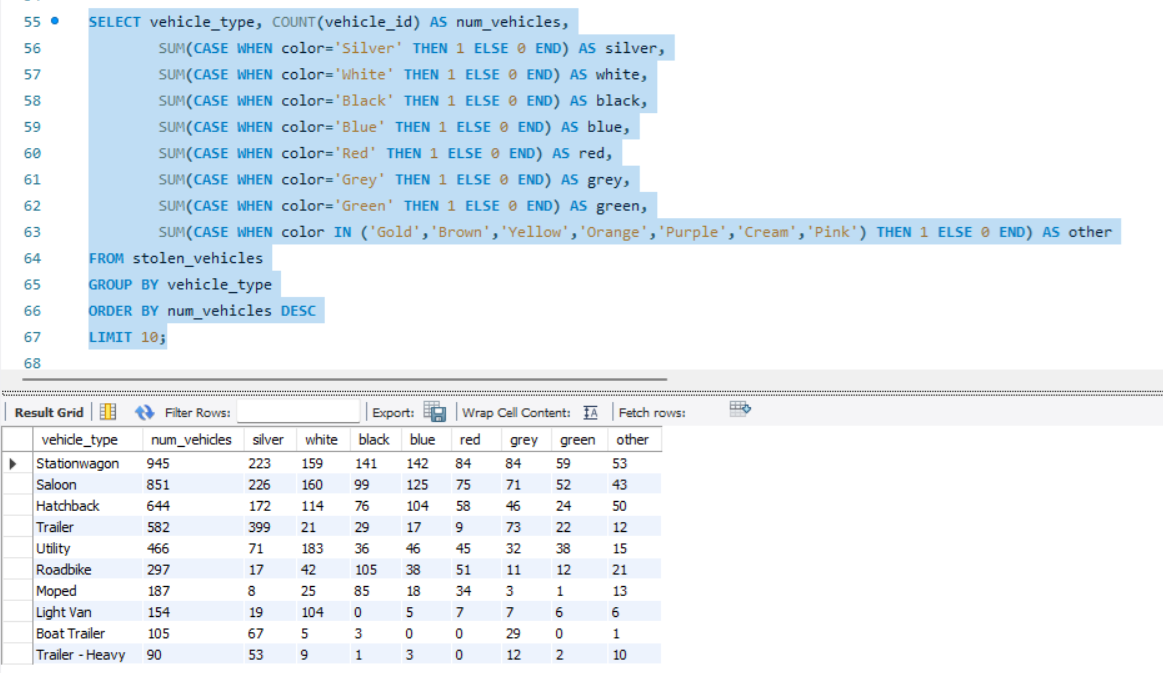 55 SELECT vehicle_type, COUNT(vehicle_id) AS num_vehicles,
56 SUM(CASE WHEN color='Silver' THEN 1 ELSE 0 END) AS silver,
57 SUM(CASE WHEN color='White' THEN 1 ELSE 0 END) AS white,
58 SUM(CASE WHEN color='Black' THEN 1 ELSE 0 END) AS black,
59 SUM(CASE WHEN color='Blue' THEN 1 ELSE 0 END) AS blue,
60 SUM(CASE WHEN color='Red' THEN 1 ELSE 0 END) AS red,
61 SUM(CASE WHEN color='Grey' THEN 1 ELSE 0 END) AS grey,
62 SUM(CASE WHEN color='Green' THEN 1 ELSE 0 END) AS green,
63 SUM(CASE WHEN color IN ('Gold','Brown','Yellow','Orange','Purple','Cream','Pink') THEN 1 ELSE 0 END) AS other
64 FROM stolen_vehicles
65 GROUP BY vehicle_type
66 ORDER BY num_vehicles DESC
67 LIMIT 10;
68
Result Grid Filter Rows: Export: Wrap Cell Content: Fetch rows:
vehicle_type num_vehicles silver white black blue red grey green other
Stationwagon 945 223 159 141 142 84 84 59 53
Saloon 851 226 160 99 125 75 71 52 43
Hatchback 644 172 114 76 104 58 46 24 50
Trailer 582 399 21 29 17 9 73 22 12
Utility 466 71 183 36 46 45 32 38 15
Roadbike 297 17 42 105 38 51 11 12 21
Moped 187 8 25 85 18 34 3 1 13
Light Van 154 19 104 0 5 7 7 6 6
Boat Trailer 105 67 5 3 0 0 29 0 1
Trailer - Heavy 90 53 9 1 3 0 12 2 10